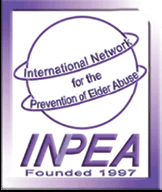 International Network
for the
Prevention of Elder Abuse
INPEA
Founded 1997